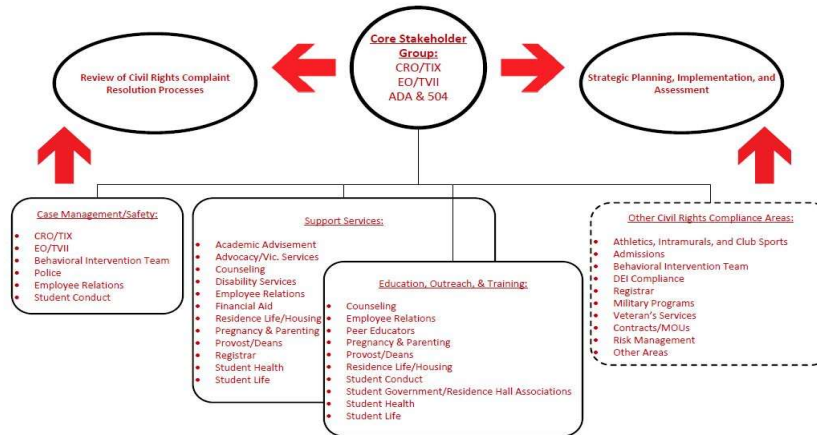 Core Stakeholder
Group:
CRO/TIX
EO/TVII
ADA & 504
Review of Civil Rights Complaint
Resolution Processes
Strategic Planning, Implementation, and
Assessment
Case Management/Safety:
CRO/TIX
EO/TVII
Behavioral Intervention Team
Police
Employee Relations
Student Conduct
Support Services:
Academic Advisement
Advocacy/Vic. Services
Counseling
Disability Services
Employee Relations
Financial Aid
Residence Life/Housing
Pregnancy & Parenting
Provost/Deans
Registrar
Student Health
Student Life
Education, Outreach, & Training:
Counseling
Employee Relations
Peer Educators
Pregnancy & Parenting
Provost/Deans
Residence Life/Housing
Student Conduct
Student Government/Residence Hall Associations
Student Health
Student Life
Other Civil Rights Compliance Areas:
Athletics, Intramurals, and Club Sports
Admissions
Behavioral Intervention Team
DEI Compliance
Registrar
Military Programs
Veteran's Services
Contracts/MOUs
Risk Management
Other Areas